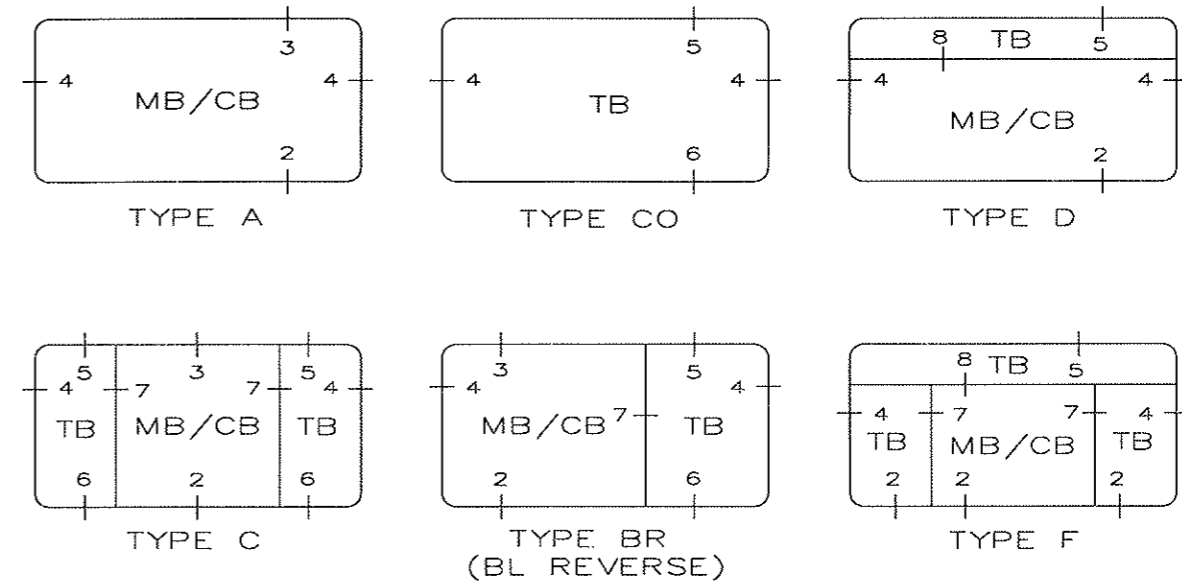 3
4 4
MB/CB
2
TYPE A
5
4 4
TB
6
TYPE CO
8 TB 5
4 4
MB/CB
2
TYPE D
5 3 5
4 7 7 4
TB MB/CB TB
6 2 6
TYPE C
3 5
4 4
MB/CB 7 TB
2 6
TYPE BR
(BL REVERSE)
8 TB 5
4 7 7 4
TB MB/CB TB
2 2 2
TYPE F